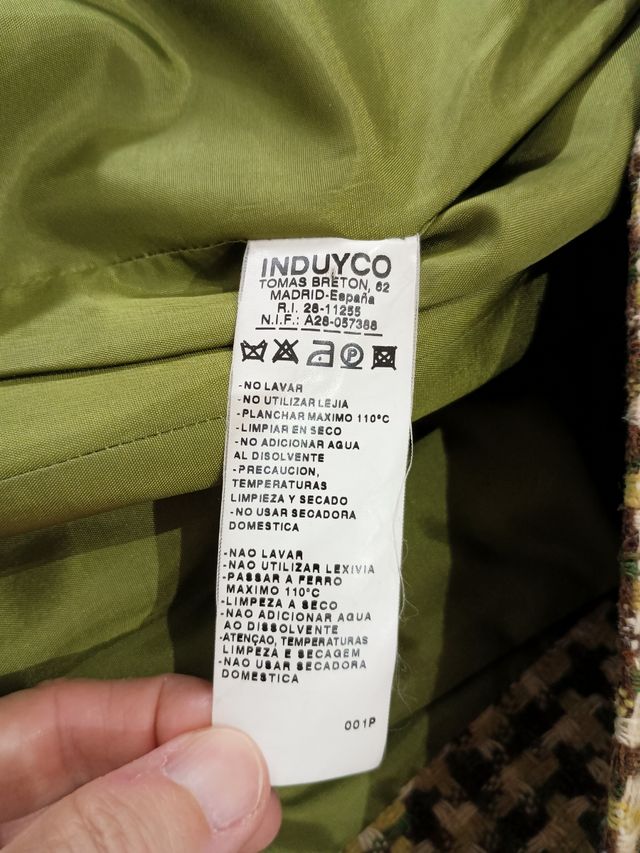 INDUYCO
TOMAS BRETON, 62
MADRID-España
R.I. 28-11255
N.I.F.: A28-057388
P
-NO LAVAR
-NO UTILIZAR LEJIA
-PLANCHAR MAXIMO 110°C
-LIMPIAR EN SECO
-NO ADICIONAR AGUA
AL DISOLVENTE
-PRECAUCION,
TEMPERATURAS
LIMPIEZA Y SECADO
-NO USAR SECADORA
DOMESTICA
-NAO LAVAR
-NAO UTILIZAR LEXIVIA
-PASSAR A FERRO
MAXIMO 110°C
-LIMPEZA A SECO
-NAO ADICIONAR AGUA
AO DISSOLVENTE
-ATENÇAO, TEMPERATURAS
LIMPEZA E SECAGEM
-NAO USAR SECADORA
DOMESTICA
001P